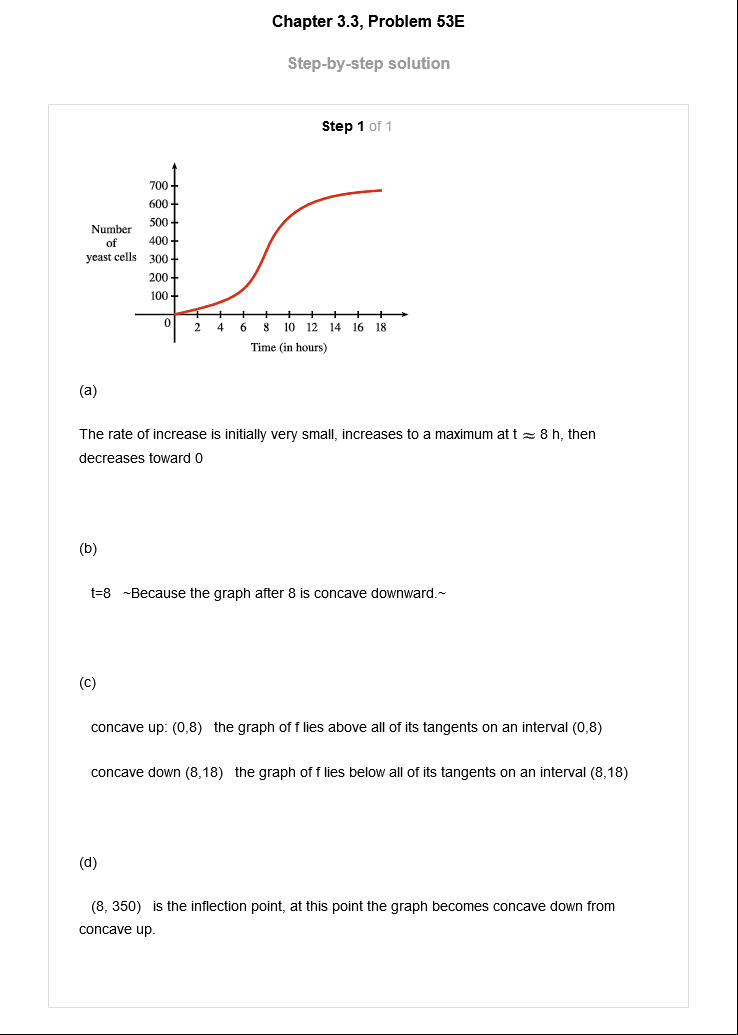 Chapter 3.3, Problem 53E
Step-by-step solution
Step 1 of 1
700
600
500
400
300
200
100
Number
of
yeast cells
0 2 4 6 8 10 12 14 16 18
Time (in hours)
(a)
The rate of increase is initially very small, increases to a maximum at t ≈ 8 h, then
decreases toward 0
(b)
t=8 ~Because the graph after 8 is concave downward.~
(c)
concave up: (0,8) the graph of f lies above all of its tangents on an interval (0,8)
concave down (8,18) the graph of f lies below all of its tangents on an interval (8,18)
(d)
(8, 350) is the inflection point, at this point the graph becomes concave down from
concave up.